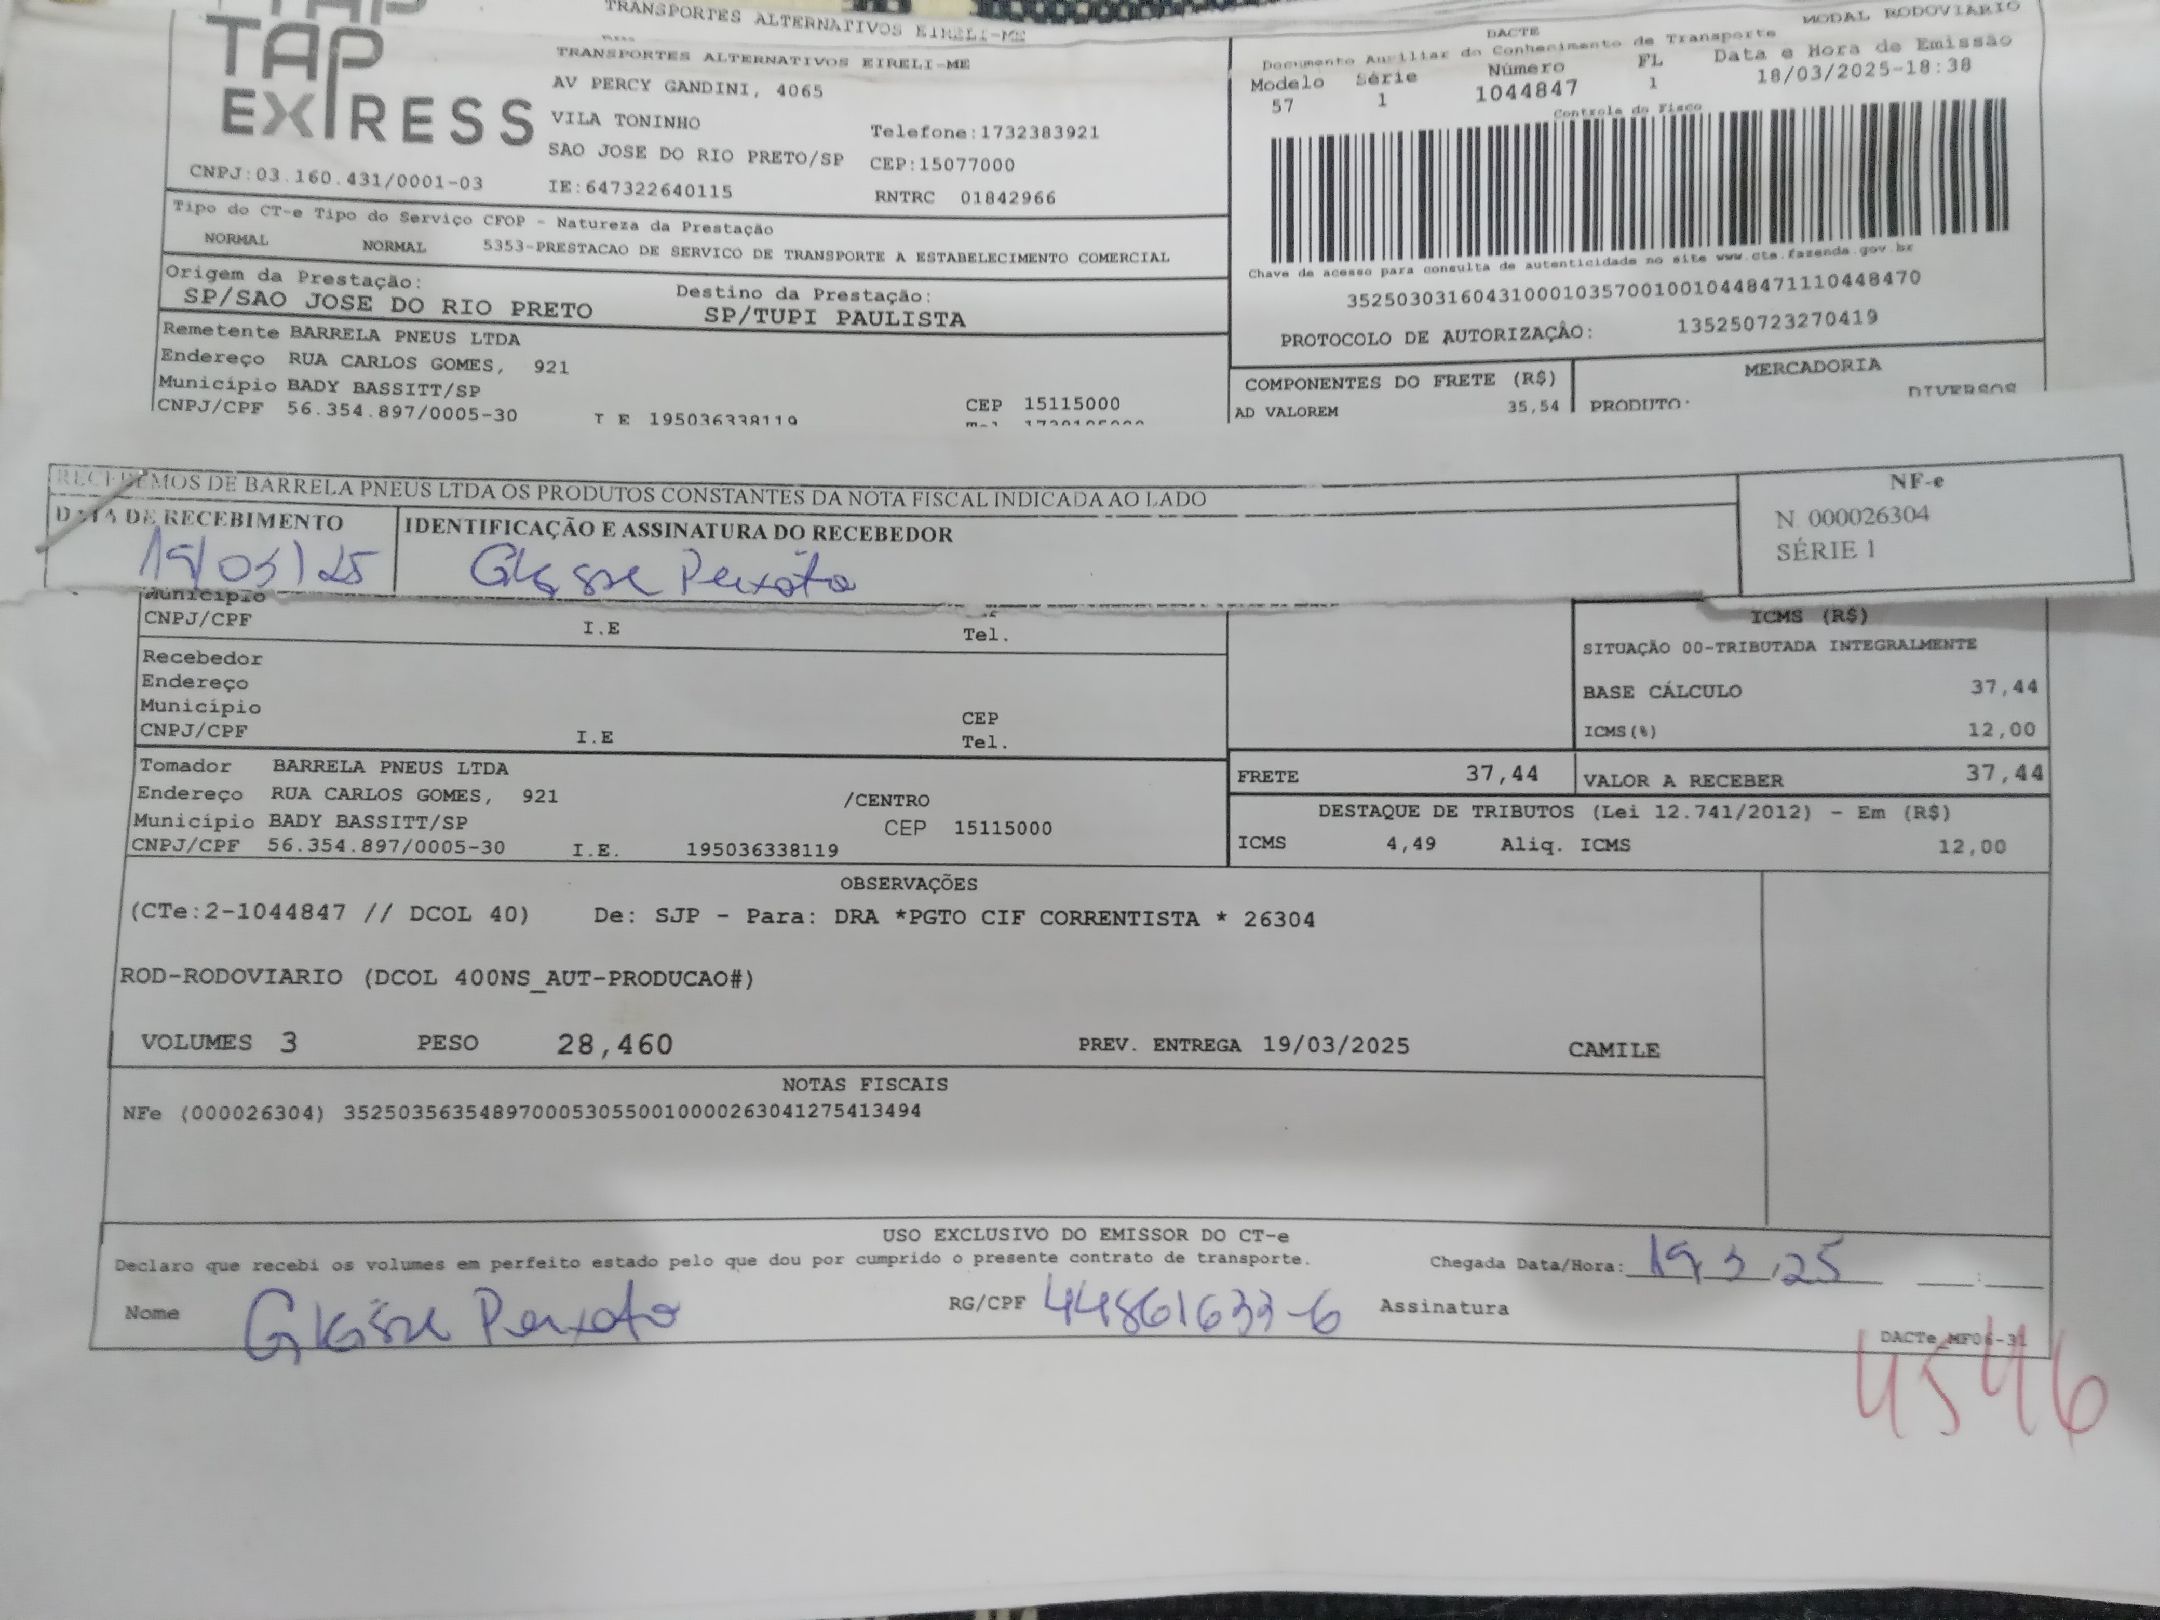 TRANSPORTES ALTERNATIVOS EIRELI-ME
TAP
TAP
EXPRESS
CNPJ:03.160.431/0001-03
TRANSPORTES ALTERNATIVOS EIRELI-ME
AV PERCY GANDINI, 4065
VILA TONINHO
Telefone:1732383921
SAO JOSE DO RIO PRETO/SP CEP:15077000
IE:647322640115 RNTRC 01842966
MODAL RODOVIARIO
DACTE
Documento Auxiliar do Conhecimento de Transporte
Modelo Série Número FL Data e Hora de Emissão
57 1 1044847 1 18/03/2025-18:38
Controle do Fisco
Chave de acesso para consulta de autenticidade no site www.cte.fazenda.gov.br
35250303160431000103570010010448471110448470
PROTOCOLO DE AUTORIZAÇÃO: 135250723270419
Tipo do CT-e Tipo do Serviço CFOP - Natureza da Prestação
NORMAL NORMAL 5353-PRESTACAO DE SERVICO DE TRANSPORTE A ESTABELECIMENTO COMERCIAL
Origem da Prestação: Destino da Prestação:
SP/SAO JOSE DO RIO PRETO SP/TUPI PAULISTA
Remetente BARRELA PNEUS LTDA
Endereço RUA CARLOS GOMES, 921
Município BADY BASSITT/SP CEP 15115000
CNPJ/CPF 56.354.897/0005-30 I E 195036338119
COMPONENTES DO FRETE (R$)
AD VALOREM 35,54
MERCADORIA
PRODUTO: DIVERSOS
RECEBEMOS DE BARRELA PNEUS LTDA OS PRODUTOS CONSTANTES DA NOTA FISCAL INDICADA AO LADO
DATA DE RECEBIMENTO IDENTIFICAÇÃO E ASSINATURA DO RECEBEDOR
19/03/25 Peixoto
NF-e
N 000026304
SÉRIE 1
Município
CNPJ/CPF I.E Tel.
Recebedor
Endereço
Município CEP
CNPJ/CPF I.E Tel.
ICMS (R$)
SITUAÇÃO 00-TRIBUTADA INTEGRALMENTE
BASE CÁLCULO 37,44
ICMS(%) 12,00
Tomador BARRELA PNEUS LTDA
Endereço RUA CARLOS GOMES, 921 /CENTRO
Município BADY BASSITT/SP CEP 15115000
CNPJ/CPF 56.354.897/0005-30 I.E. 195036338119
FRETE 37,44 VALOR A RECEBER 37,44
DESTAQUE DE TRIBUTOS (Lei 12.741/2012) - Em (R$)
ICMS 4,49 Aliq. ICMS 12,00
OBSERVAÇÕES
(CTe:2-1044847 // DCOL 40) De: SJP - Para: DRA *PGTO CIF CORRENTISTA * 26304
ROD-RODOVIARIO (DCOL 400NS_AUT-PRODUCAO#)
VOLUMES 3 PESO 28,460 PREV. ENTREGA 19/03/2025 CAMILE
NOTAS FISCAIS
NFe (000026304) 35250356354897000530550010000263041275413494
USO EXCLUSIVO DO EMISSOR DO CT-e
Declaro que recebi os volumes em perfeito estado pelo que dou por cumprido o presente contrato de transporte. Chegada Data/Hora: 19,3,25
Nome Peixoto RG/CPF 44861633-6 Assinatura
DACTe MF06-31
4546